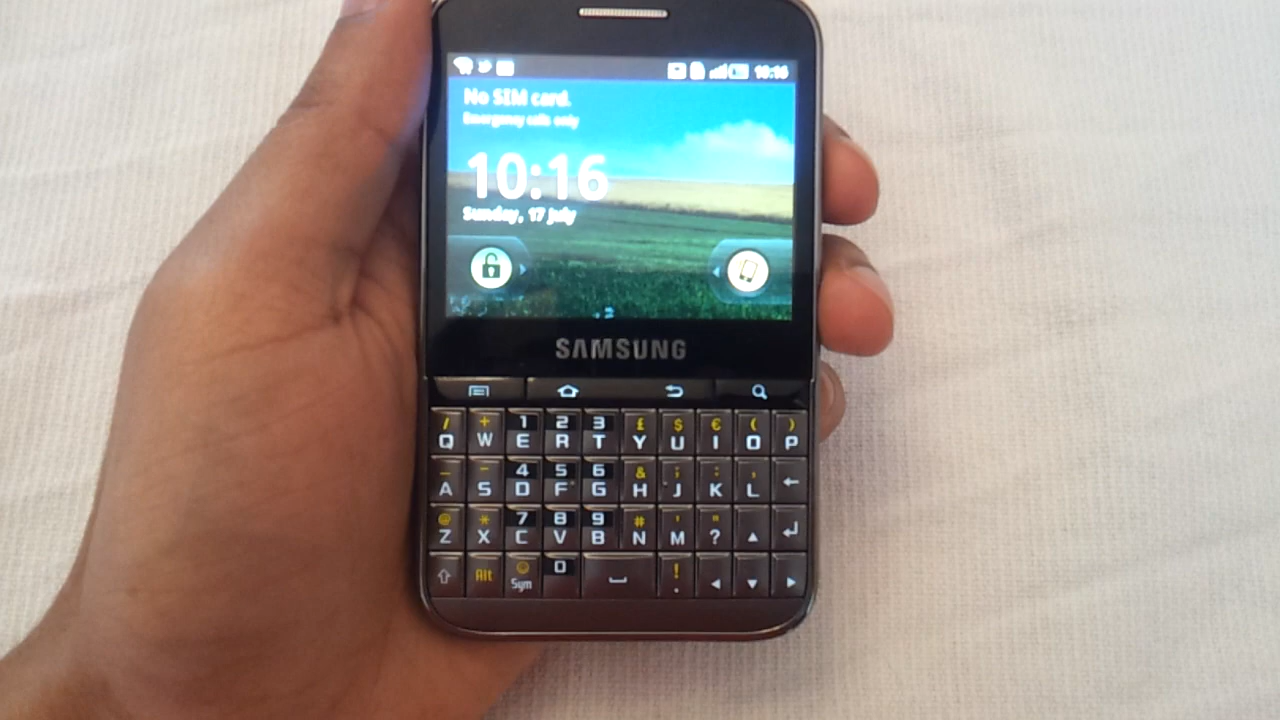 10:16
No SIM card.
Emergency calls only
10:16
Sunday, 17 July
SAMSUNG
/ + 1 2 3 £ $ € ( )
Q W E R T Y U I O P
_ - 4 5 6 & ; : ,
A S D F G H J K L ←
@ * 7 8 9 # ' "
Z X C V B N M ? ▲ ↵
⇧ Alt ☺ Sym 0 ! . ◄ ▼ ►